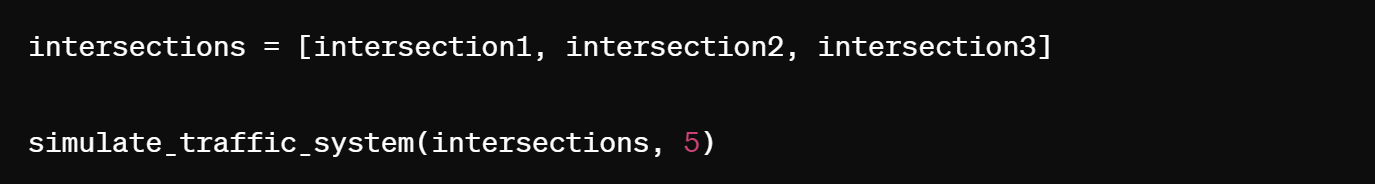 intersections = [intersection1, intersection2, intersection3]
simulate_traffic_system(intersections, 5)